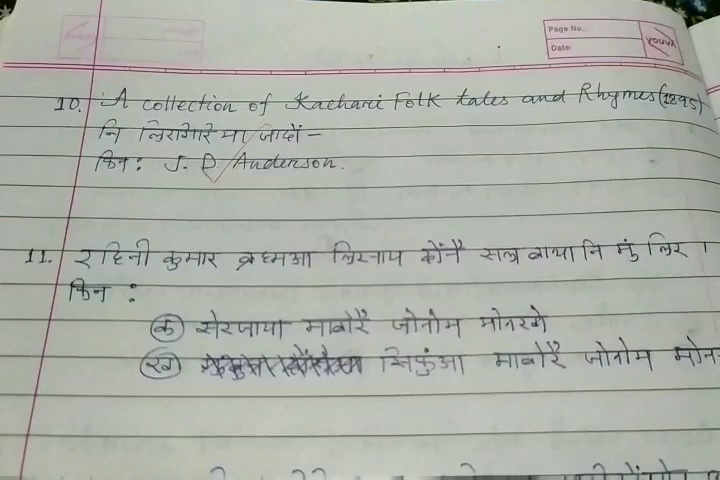 Page No.
Date:
YOUVA
10. A collection of Kachari Folk tales and Rhymes (1895)
नि लिरगिरि मा जादों -
फिन: J. D. Anderson.
11. रहिनी कुमार ब्रह्मआ लिरनाय कोंनै सल बाथा नि मुं लिर ।
फिन :
क सेरजाया माबोरै जोनोम मोनखो
ख सिकुंआ माबोरै जोनोम मोन